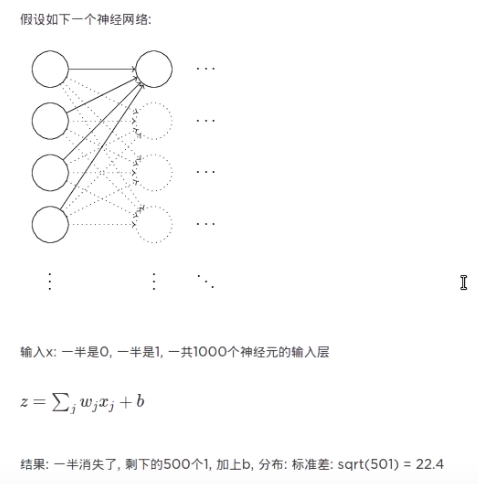 假设如下一个神经网络:
···
···
···
···
⋮ ⋮ ⋱
输入x: 一半是0, 一半是1, 一共1000个神经元的输入层
z = ∑_j w_j x_j + b
结果: 一半消失了, 剩下的500个1, 加上b, 分布: 标准差: sqrt(501) = 22.4